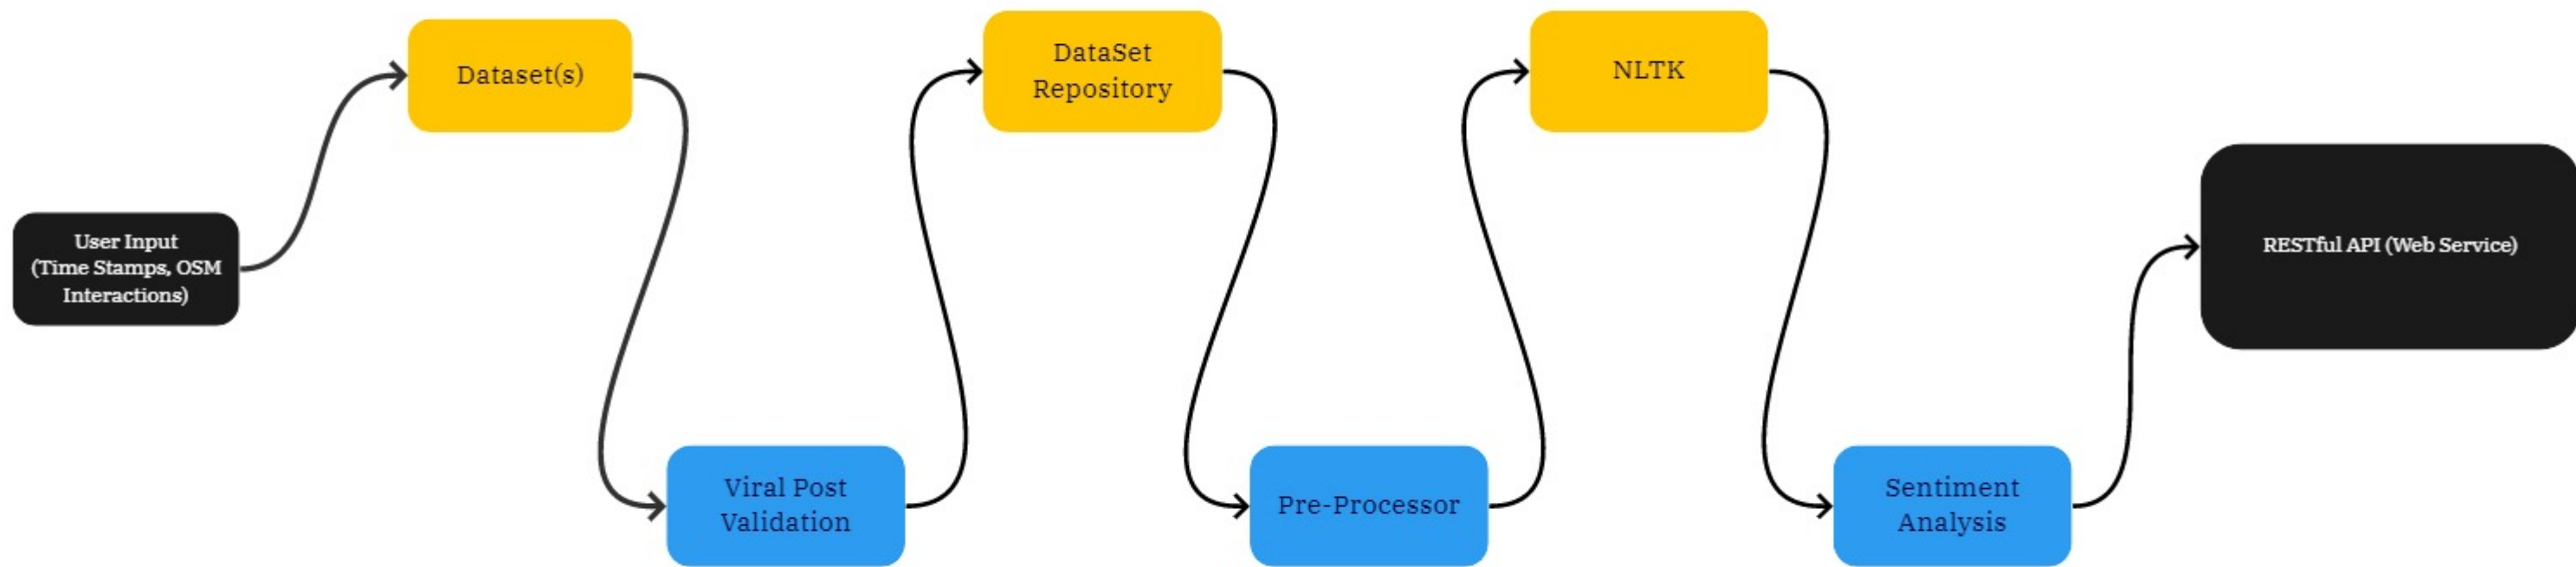 User Input
(Time Stamps, OSM
Interactions)
Dataset(s)
Viral Post
Validation
DataSet
Repository
Pre-Processor
NLTK
Sentiment
Analysis
RESTful API (Web Service)